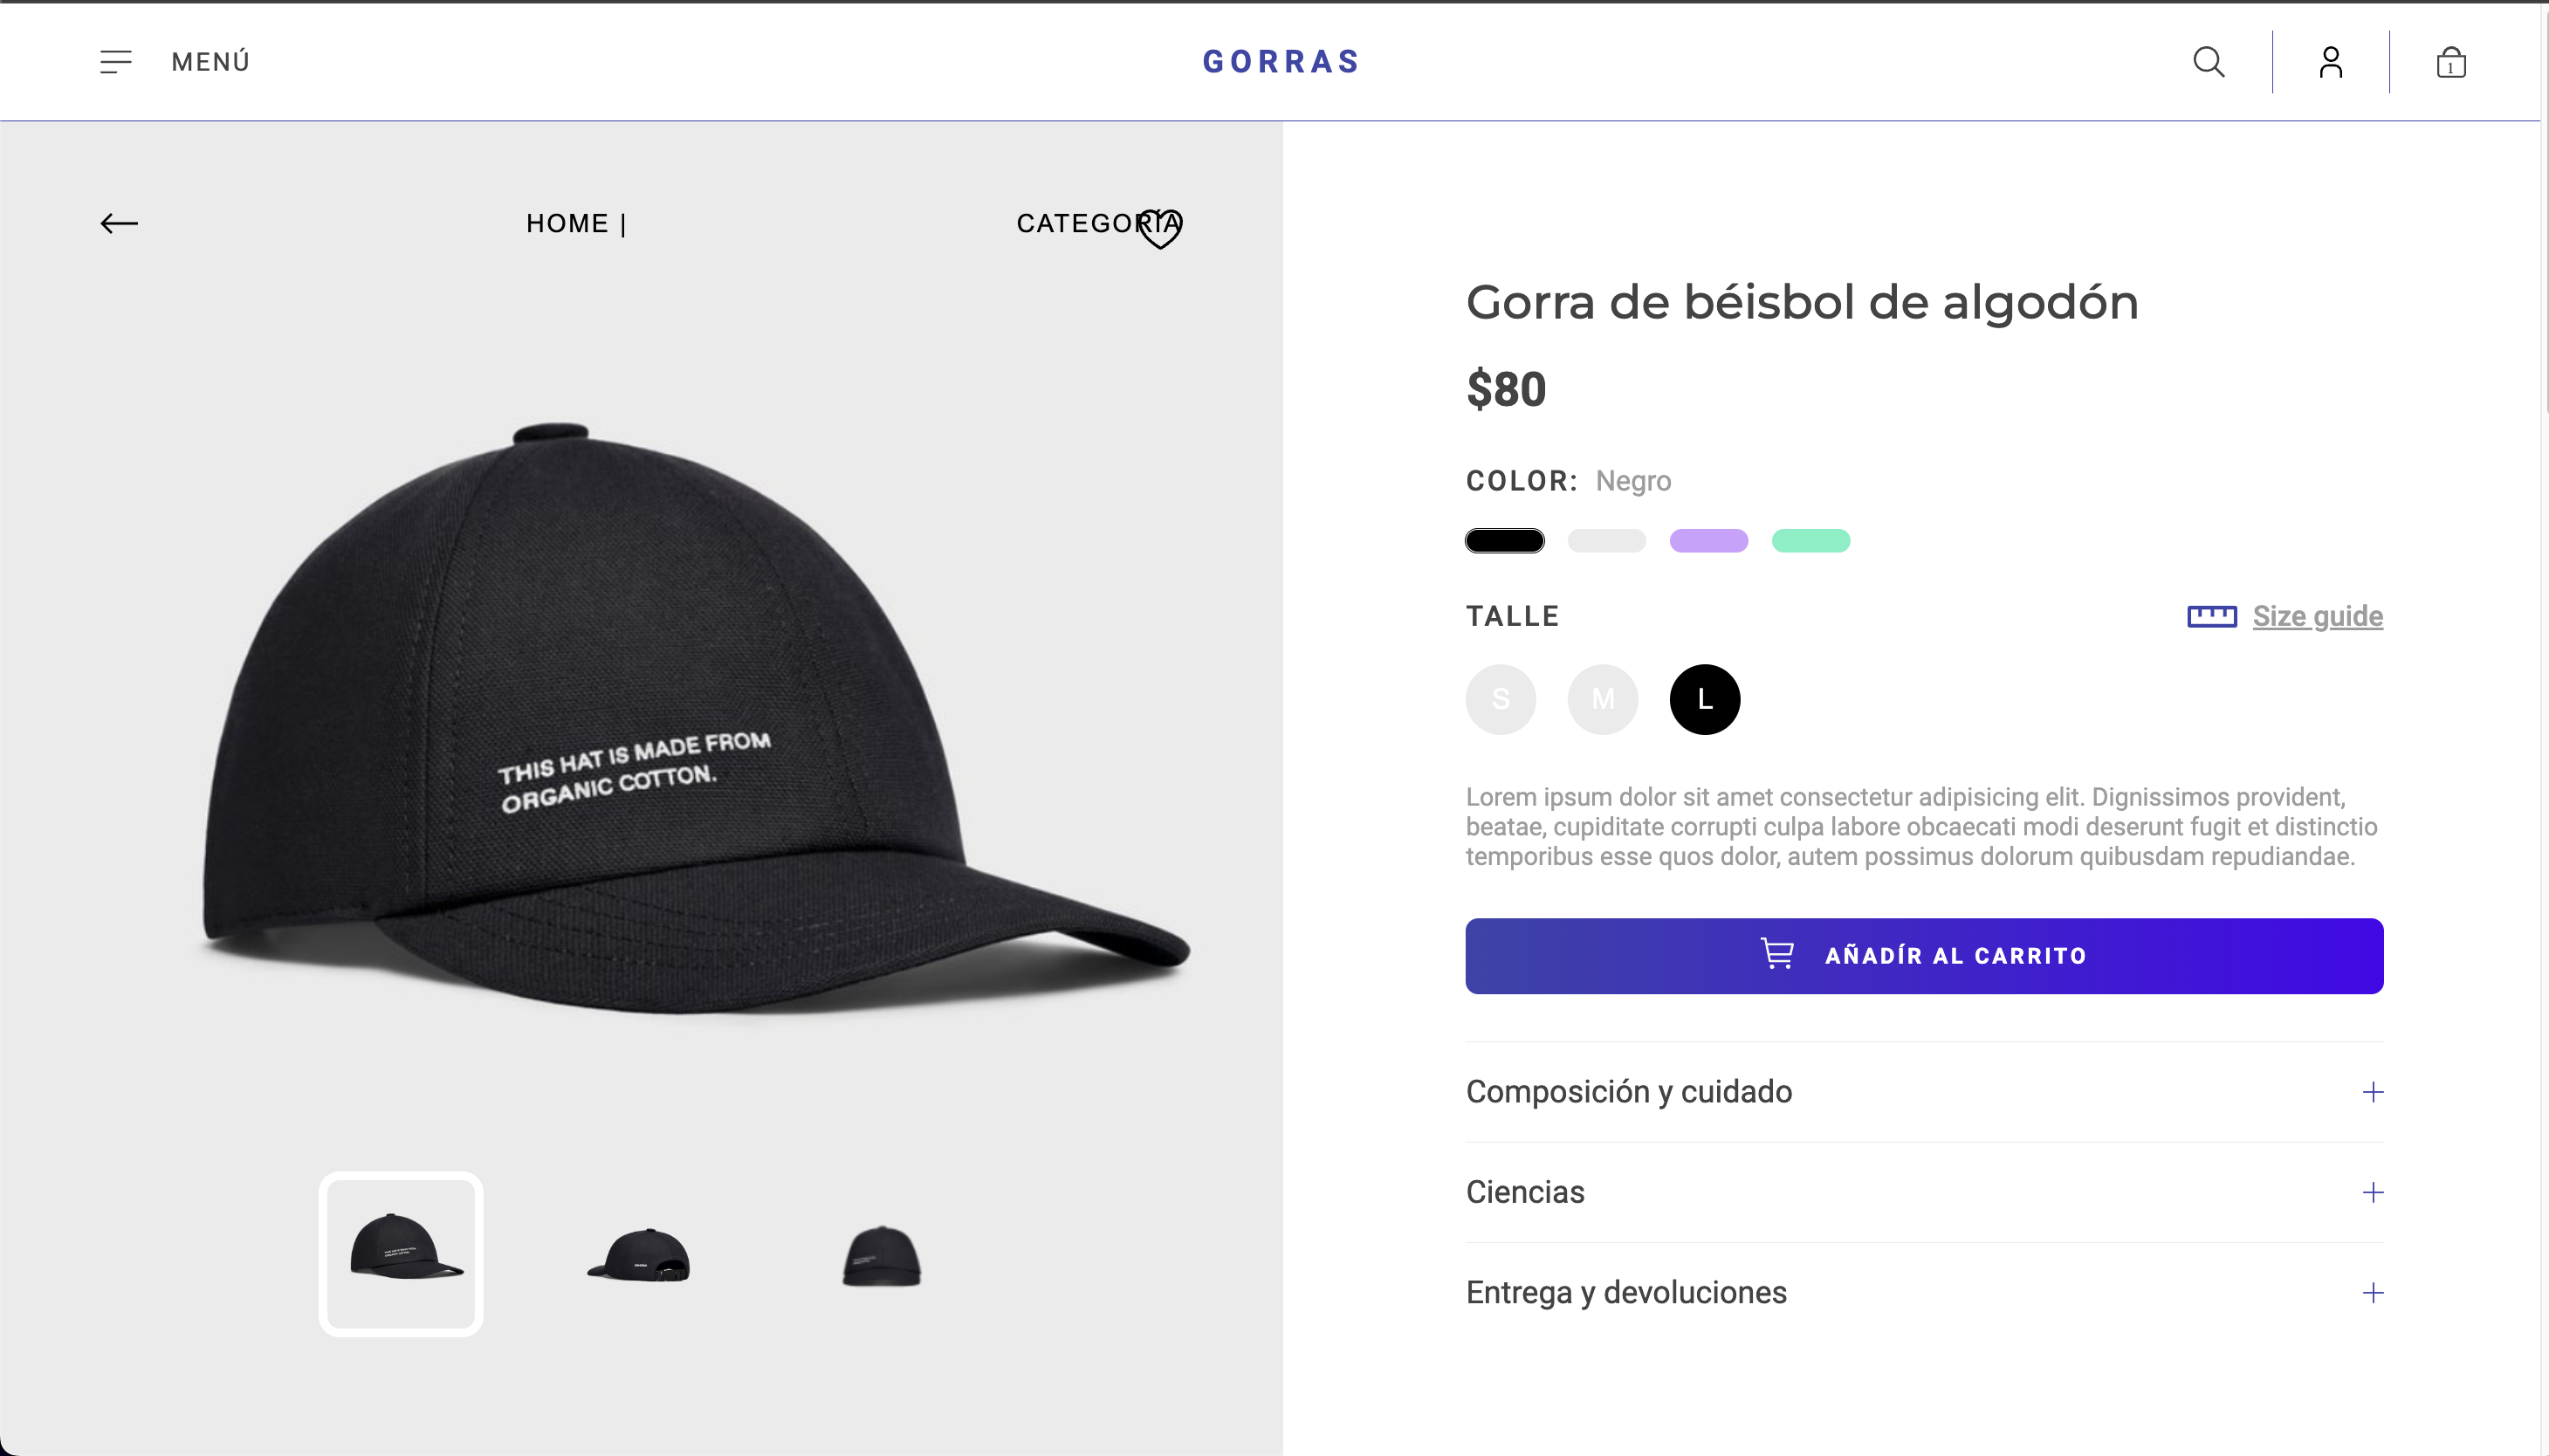 MENÚ
GORRAS
1
HOME |
CATEGORÍA
Gorra de béisbol de algodón
$80
COLOR: Negro
TALLE
Size guide
S
M
L
THIS HAT IS MADE FROM
ORGANIC COTTON.
Lorem ipsum dolor sit amet consectetur adipisicing elit. Dignissimos provident,
beatae, cupiditate corrupti culpa labore obcaecati modi deserunt fugit et distinctio
temporibus esse quos dolor, autem possimus dolorum quibusdam repudiandae.
AÑADÍR AL CARRITO
Composición y cuidado
Ciencias
Entrega y devoluciones